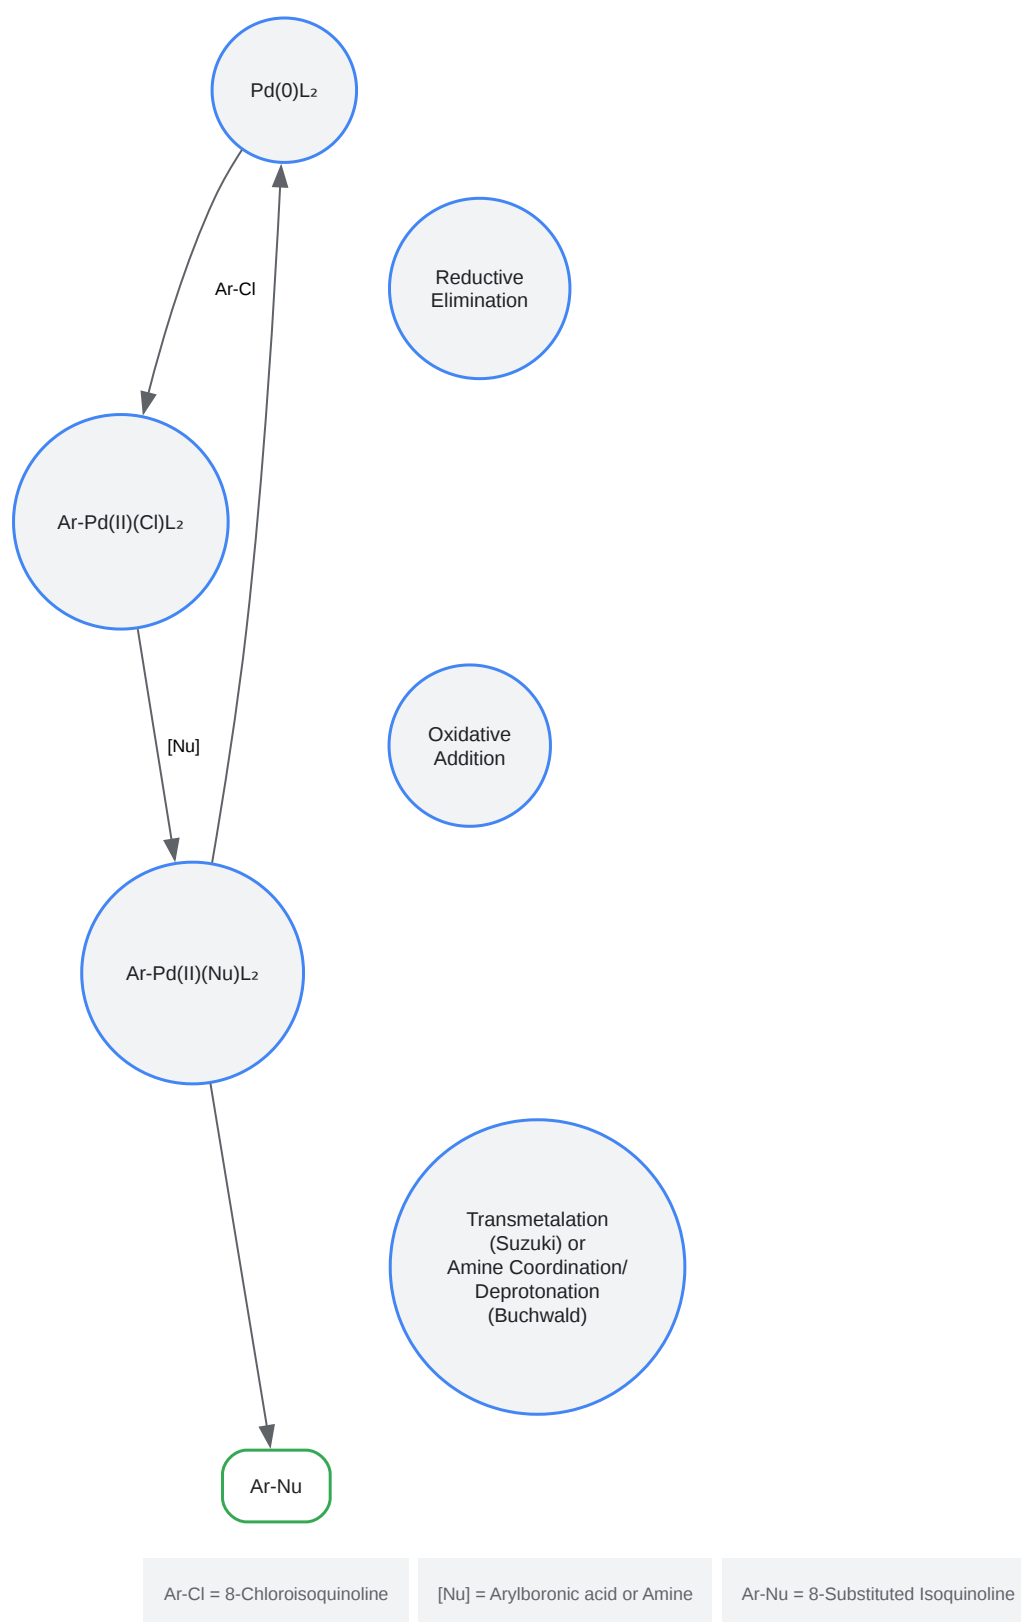 Pd(0)L₂
Reductive
Elimination
Ar-Cl
Ar-Pd(II)(Cl)L₂
[Nu]
Oxidative
Addition
Ar-Pd(II)(Nu)L₂
Transmetalation
(Suzuki) or
Amine Coordination/
Deprotonation
(Buchwald)
Ar-Nu
Ar-Cl = 8-Chloroisoquinoline
[Nu] = Arylboronic acid or Amine
Ar-Nu = 8-Substituted Isoquinoline